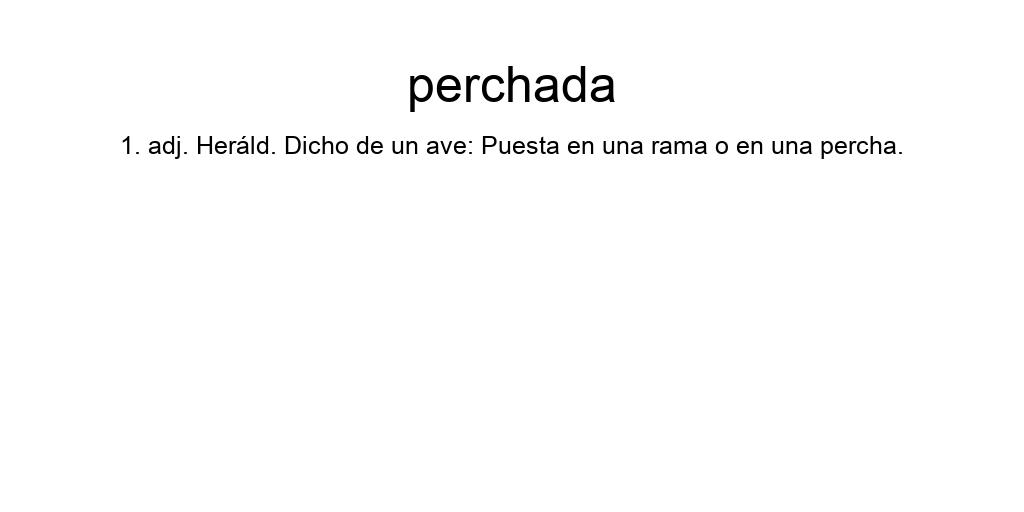 perchada
1. adj. Heráld. Dicho de un ave: Puesta en una rama o en una percha.